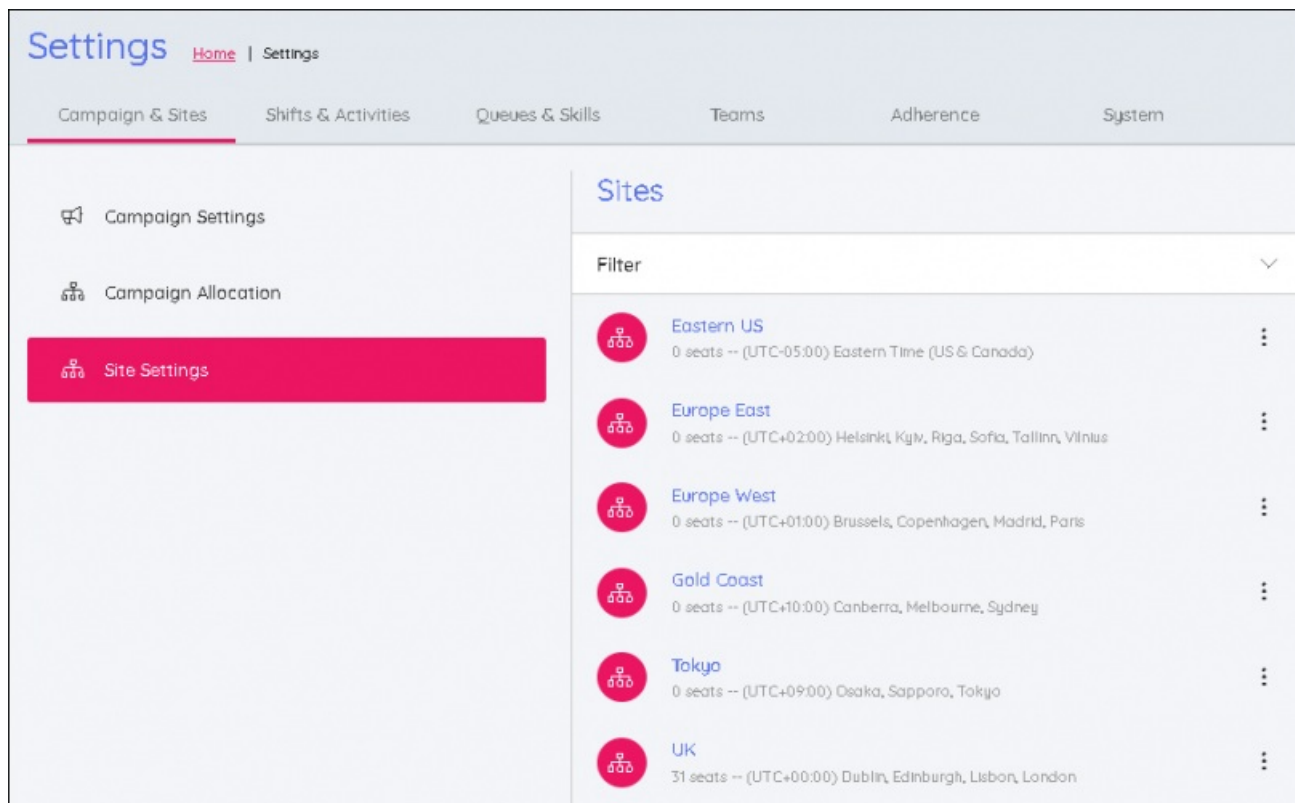 Settings Home | Settings
Campaign & Sites Shifts & Activities Queues & Skills Teams Adherence System
Campaign Settings
Campaign Allocation
Site Settings
Sites
Filter
Eastern US
0 seats -- (UTC-05:00) Eastern Time (US & Canada)
Europe East
0 seats -- (UTC+02:00) Helsinki, Kyiv, Riga, Sofia, Tallinn, Vilnius
Europe West
0 seats -- (UTC+01:00) Brussels, Copenhagen, Madrid, Paris
Gold Coast
0 seats -- (UTC+10:00) Canberra, Melbourne, Sydney
Tokyo
0 seats -- (UTC+09:00) Osaka, Sapporo, Tokyo
UK
31 seats -- (UTC+00:00) Dublin, Edinburgh, Lisbon, London